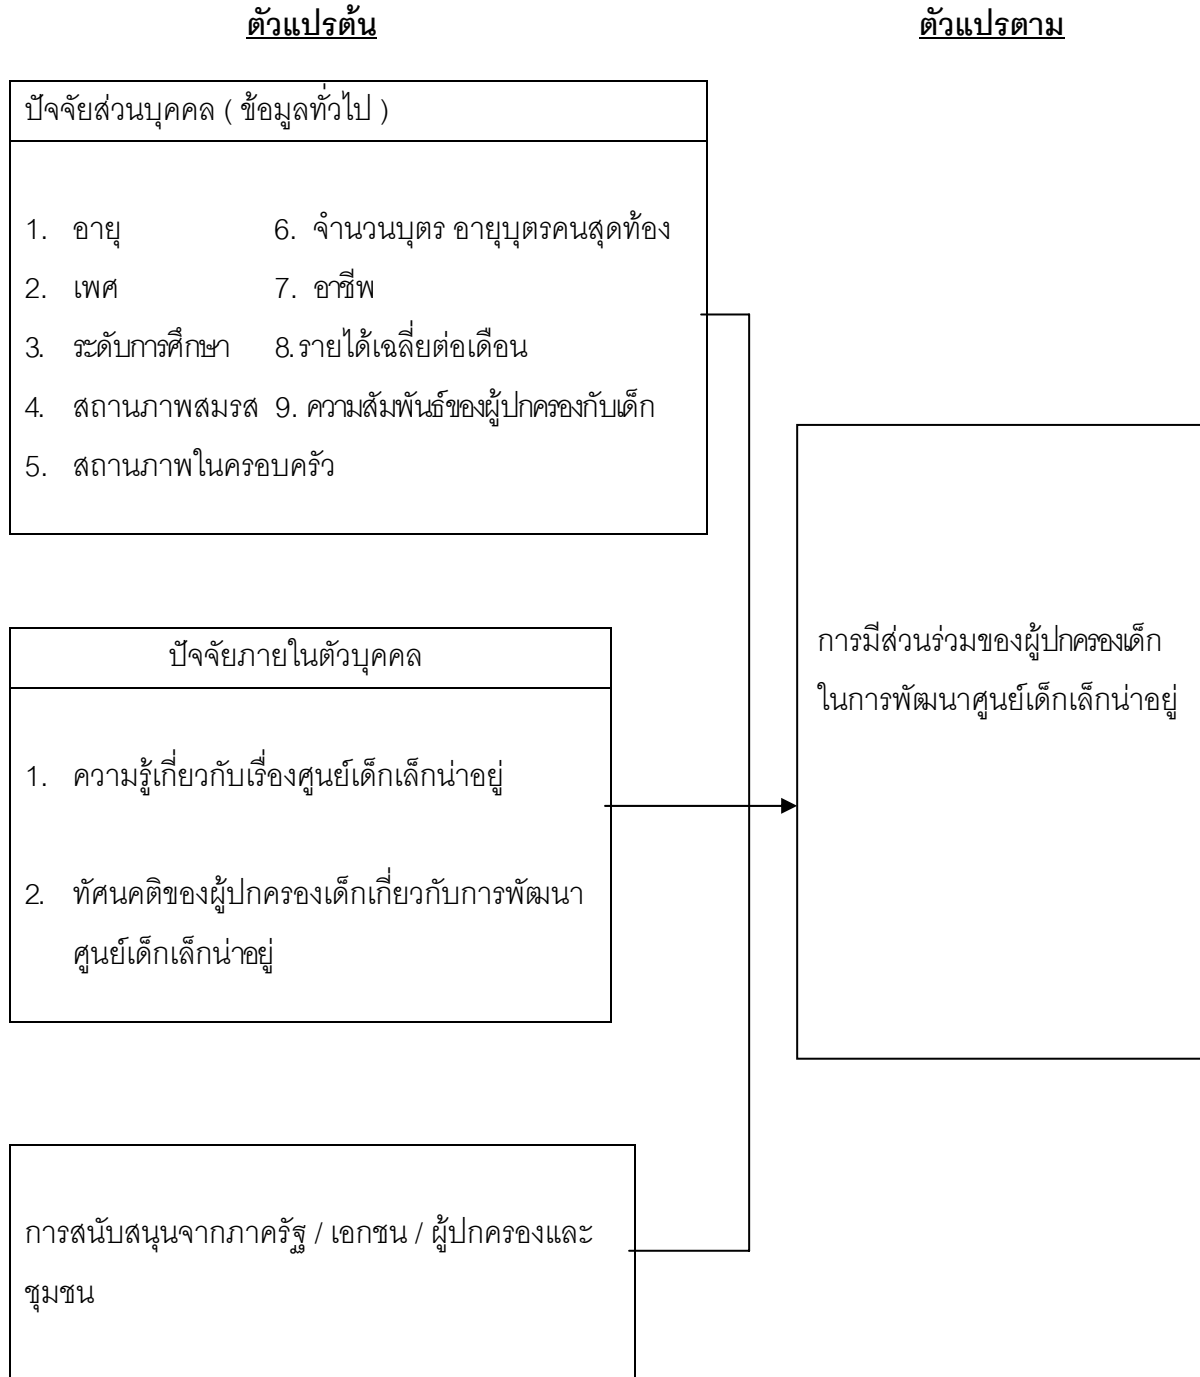 ตัวแปรต้น ตัวแปรตาม
ปัจจัยส่วนบุคคล ( ข้อมูลทั่วไป )
1. อายุ 6. จำนวนบุตร อายุบุตรคนสุดท้อง
2. เพศ 7. อาชีพ
3. ระดับการศึกษา 8. รายได้เฉลี่ยต่อเดือน
4. สถานภาพสมรส 9. ความสัมพันธ์ของผู้ปกครองกับเด็ก
5. สถานภาพในครอบครัว
ปัจจัยภายในตัวบุคคล
1. ความรู้เกี่ยวกับเรื่องศูนย์เด็กเล็กน่าอยู่
2. ทัศนคติของผู้ปกครองเด็กเกี่ยวกับการพัฒนา
ศูนย์เด็กเล็กน่าอยู่
การสนับสนุนจากภาครัฐ / เอกชน / ผู้ปกครองและ
ชุมชน
การมีส่วนร่วมของผู้ปกครองเด็ก
ในการพัฒนาศูนย์เด็กเล็กน่าอยู่